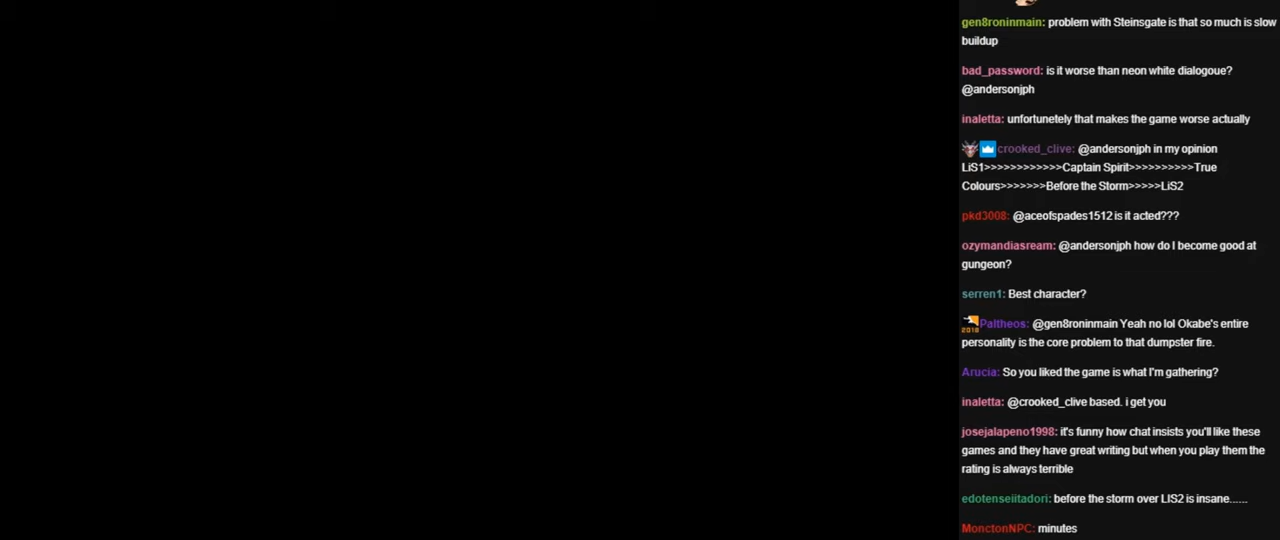 gen8roninmain: problem with Steinsgate is that so much is slow
buildup
bad_password: is it worse than neon white dialogoue?
@andersonjph
inaletta: unfortunetely that makes the game worse actually
crooked_clive: @andersonjph in my opinion
LiS1>>>>>>>>>>>>Captain Spirit>>>>>>>>>>True
Colours>>>>>>>Before the Storm>>>>>LiS2
pkd3008: @aceofspades1512 is it acted???
ozymandiasream: @andersonjph how do I become good at
gungeon?
serren1: Best character?
2018 Paltheos: @gen8roninmain Yeah no lol Okabe's entire
personality is the core problem to that dumpster fire.
Arucia: So you liked the game is what I'm gathering?
inaletta: @crooked_clive based. i get you
josejalapeno1998: it's funny how chat insists you'll like these
games and they have great writing but when you play them the
rating is always terrible
edotenseiitadori: before the storm over LIS2 is insane......
MonctonNPC: minutes